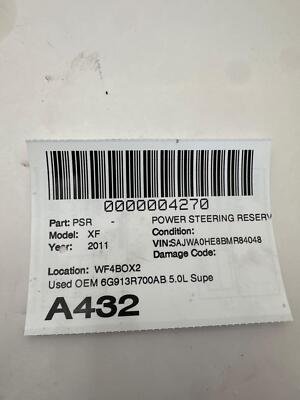 0000004270
Part: PSR - POWER STEERING RESERV
Model: XF Condition:
Year: 2011 VIN:SAJWA0HE8BMR84048
Damage Code:
Location: WF4BOX2
Used OEM 6G913R700AB 5.0L Supe
A432